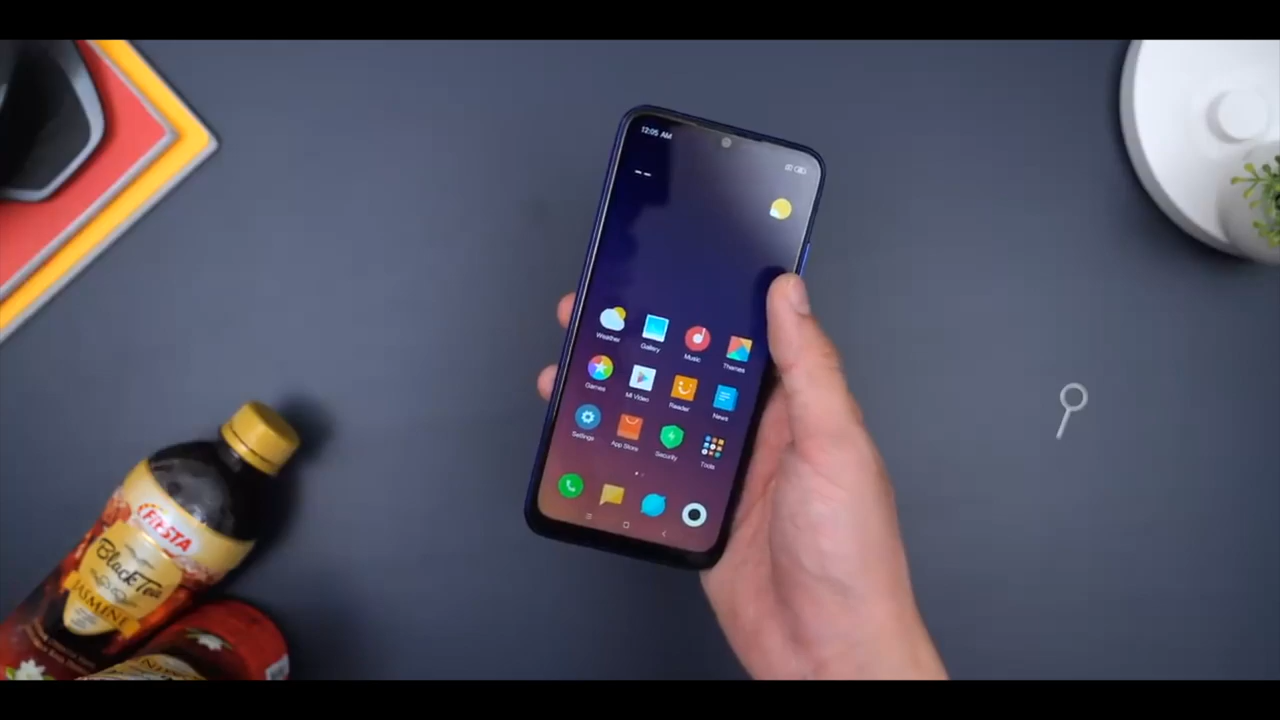 12:05 AM
--
Weather
Gallery
Music
Themes
Games
Mi Video
Reader
News
Settings
App Store
Security
Tools
FIESTA
Black Tea
JASMINE